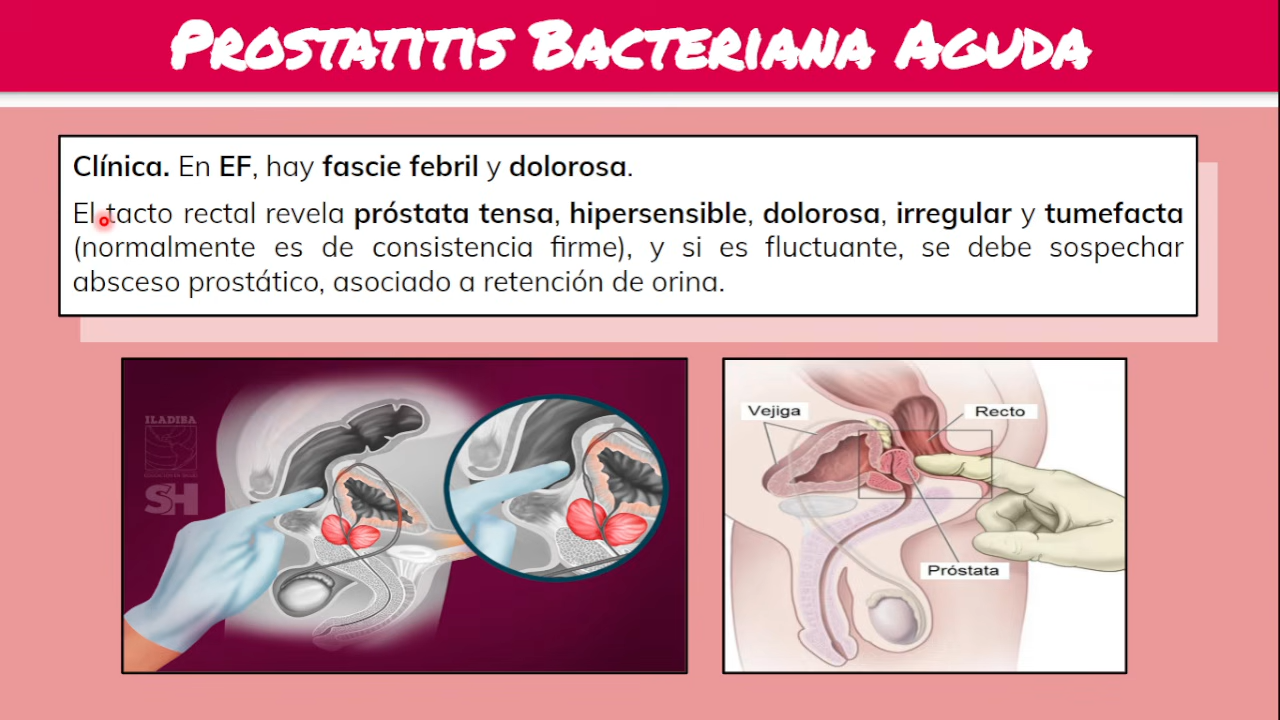 PROSTATITIS BACTERIANA AGUDA
Clínica. En EF, hay fascie febril y dolorosa.
El tacto rectal revela próstata tensa, hipersensible, dolorosa, irregular y tumefacta
(normalmente es de consistencia firme), y si es fluctuante, se debe sospechar
absceso prostático, asociado a retención de orina.
ILADIBA
SH
Vejiga
Recto
Próstata